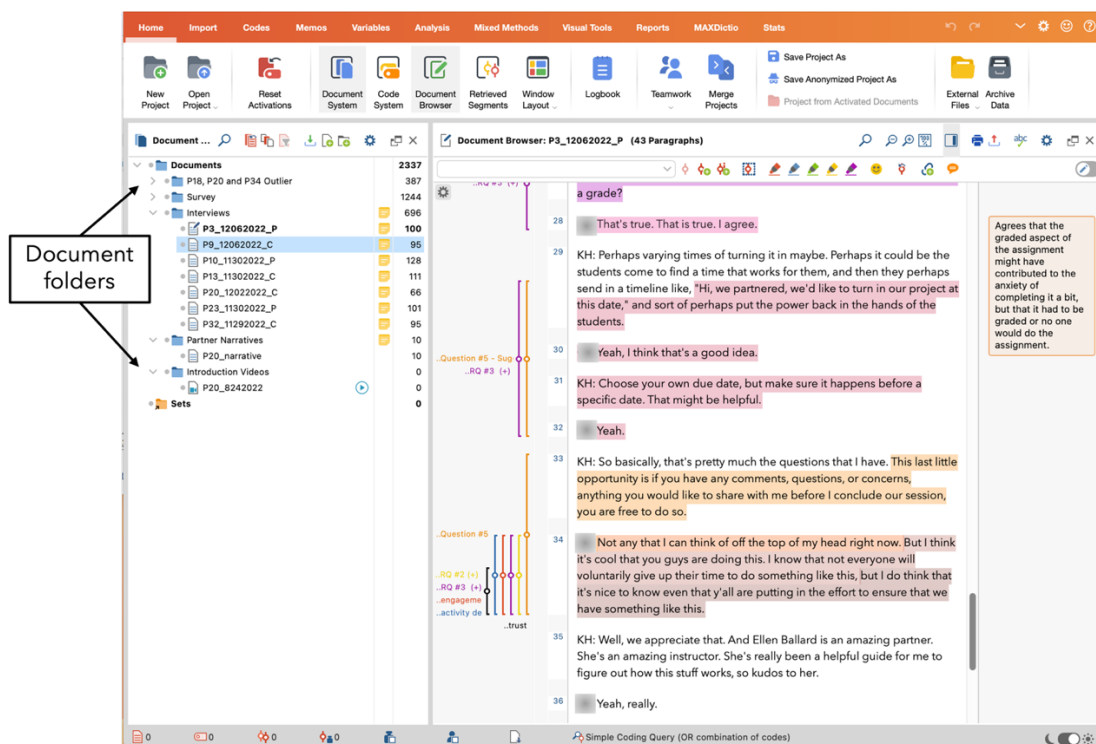 Home Import Codes Memos Variables Analysis Mixed Methods Visual Tools Reports MAXDictio Stats
New Project
Open Project
Reset Activations
Document System
Code System
Document Browser
Retrieved Segments
Window Layout
Logbook
Teamwork
Merge Projects
Save Project As
Save Anonymized Project As
Project from Activated Documents
External Files
Archive Data
Document folders
Document ...
Documents 2337
P18, P20 and P34 Outlier 387
Survey 1244
Interviews 696
P3_12062022_P 100
P9_12062022_C 95
P10_11302022_P 128
P13_11302022_C 111
P20_12022022_C 66
P23_11302022_P 101
P32_11292022_C 95
Partner Narratives 10
P20_narrative 10
Introduction Videos 0
P20_8242022 0
Sets 0
Document Browser: P3_12062022_P (43 Paragraphs)
..RQ #3 (+)
a grade?
28 That's true. That is true. I agree.
29 KH: Perhaps varying times of turning it in maybe. Perhaps it could be the
students come to find a time that works for them, and then they perhaps
send in a timeline like, "Hi, we partnered, we'd like to turn in our project at
this date," and sort of perhaps put the power back in the hands of the
students.
30 Yeah, I think that's a good idea.
..Question #5 - Sug
..RQ #3 (+)
31 KH: Choose your own due date, but make sure it happens before a
specific date. That might be helpful.
32 Yeah.
33 KH: So basically, that's pretty much the questions that I have. This last little
opportunity is if you have any comments, questions, or concerns,
anything you would like to share with me before I conclude our session,
you are free to do so.
..Question #6
34 Not any that I can think of off the top of my head right now. But I think
it's cool that you guys are doing this. I know that not everyone will
voluntarily give up their time to do something like this, but I do think that
it's nice to know even that y'all are putting in the effort to ensure that we
have something like this.
..RQ #2 (+)
..RQ #3 (+)
..engageme
..activity de
..trust
35 KH: Well, we appreciate that. And Ellen Ballard is an amazing partner.
She's an amazing instructor. She's really been a helpful guide for me to
figure out how this stuff works, so kudos to her.
36 Yeah, really.
Agrees that the
graded aspect of
the assignment
might have
contributed to the
anxiety of
completing it a bit,
but that it had to be
graded or no one
would do the
assignment.
0 0 0 0 Simple Coding Query (OR combination of codes)